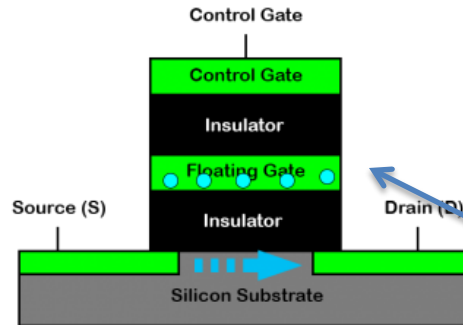 Control Gate
Control Gate
Insulator
Floating Gate
Insulator
Source (S)
Drain (D)
Silicon Substrate